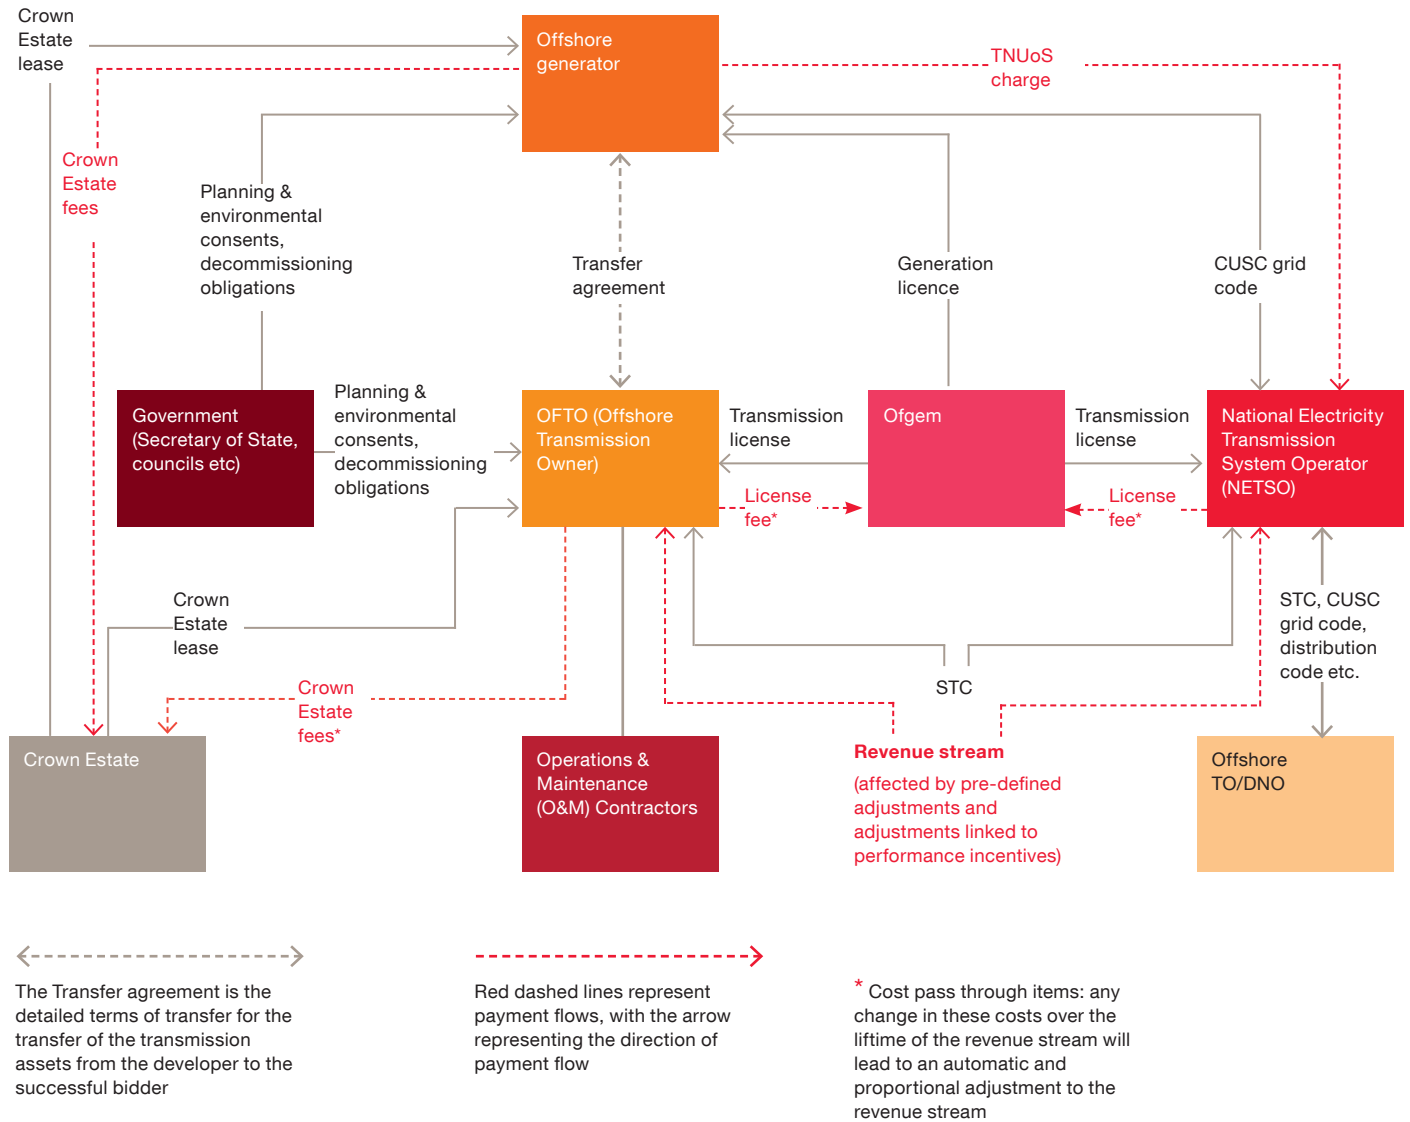 Crown
Estate
lease
Offshore
generator
TNUoS
charge
Crown
Estate
fees
Planning &
environmental
consents,
decommissioning
obligations
Transfer
agreement
Generation
licence
CUSC grid
code
Government
(Secretary of State,
councils etc)
Planning &
environmental
consents,
decommissioning
obligations
OFTO (Offshore
Transmission
Owner)
Transmission
license
Ofgem
Transmission
license
National Electricity
Transmission
System Operator
(NETSO)
License
fee*
License
fee*
Crown
Estate
lease
STC, CUSC
grid code,
distribution
code etc.
Crown
Estate
fees*
STC
Crown Estate
Operations &
Maintenance
(O&M) Contractors
Revenue stream
(affected by pre-defined
adjustments and
adjustments linked to
performance incentives)
Offshore
TO/DNO
The Transfer agreement is the
detailed terms of transfer for the
transfer of the transmission
assets from the developer to the
successful bidder
Red dashed lines represent
payment flows, with the arrow
representing the direction of
payment flow
* Cost pass through items: any
change in these costs over the
liftime of the revenue stream will
lead to an automatic and
proportional adjustment to the
revenue stream